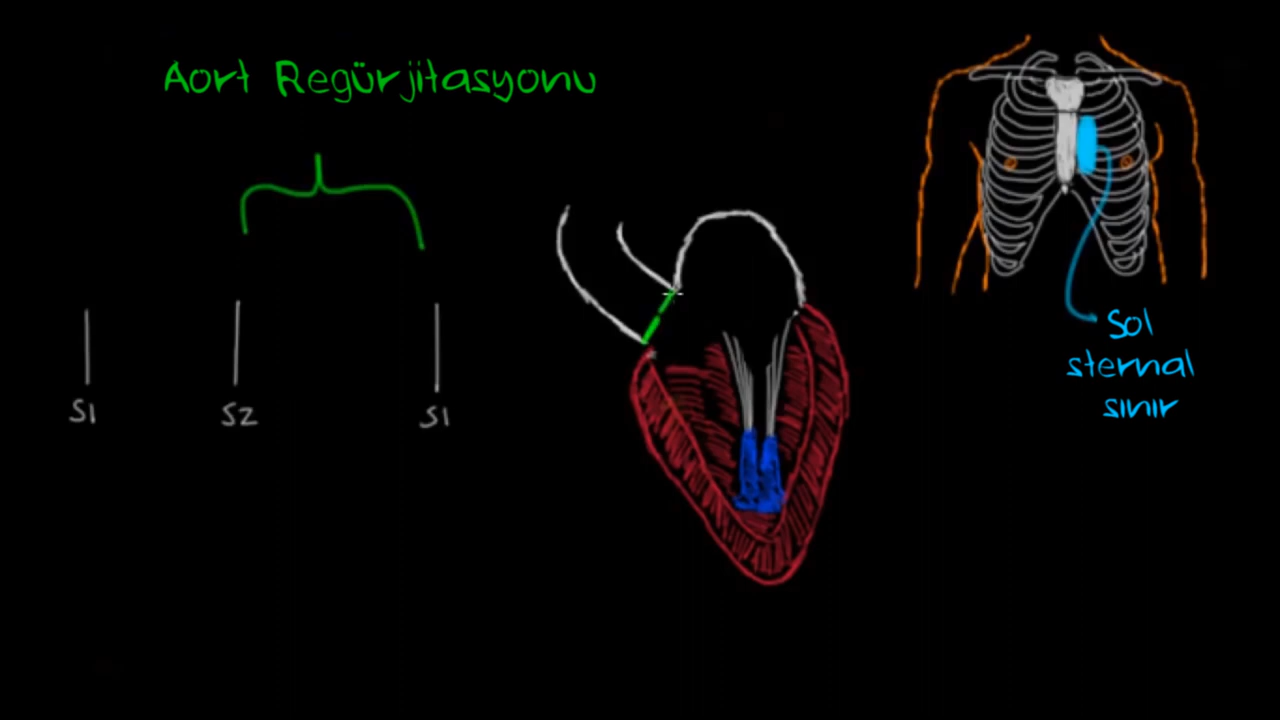 Aort Regürjitasyonu
S1
S2
S1
Sol
sternal
sınır